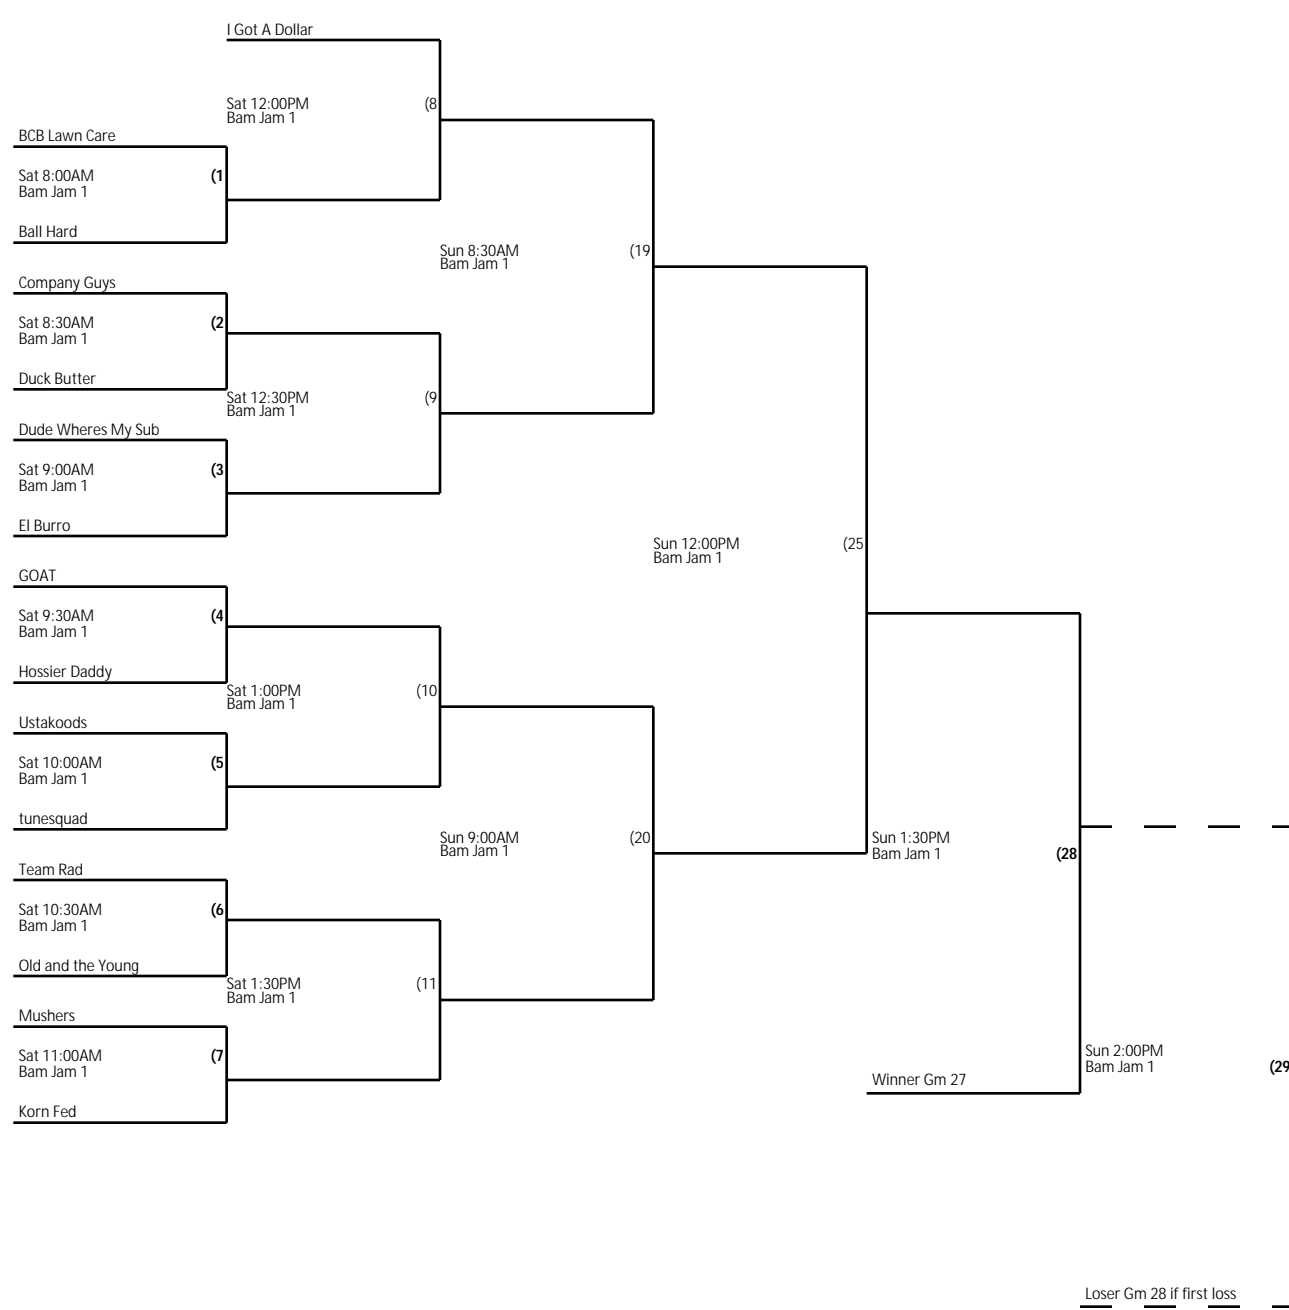 I Got A Dollar
Sat 12:00PM (8
Bam Jam 1
BCB Lawn Care
Sat 8:00AM (1
Bam Jam 1
Ball Hard
Sun 8:30AM (19
Bam Jam 1
Company Guys
Sat 8:30AM (2
Bam Jam 1
Duck Butter
Sat 12:30PM (9
Bam Jam 1
Dude Wheres My Sub
Sat 9:00AM (3
Bam Jam 1
El Burro
Sun 12:00PM (25
Bam Jam 1
GOAT
Sat 9:30AM (4
Bam Jam 1
Hossier Daddy
Sat 1:00PM (10
Bam Jam 1
Ustakoods
Sat 10:00AM (5
Bam Jam 1
tunesquad
Sun 9:00AM (20
Bam Jam 1
Sun 1:30PM
Bam Jam 1 (28
Team Rad
Sat 10:30AM (6
Bam Jam 1
Old and the Young
Sat 1:30PM (11
Bam Jam 1
Mushers
Sat 11:00AM (7
Bam Jam 1
Korn Fed
Sun 2:00PM
Bam Jam 1 (29
Winner Gm 27
Loser Gm 28 if first loss